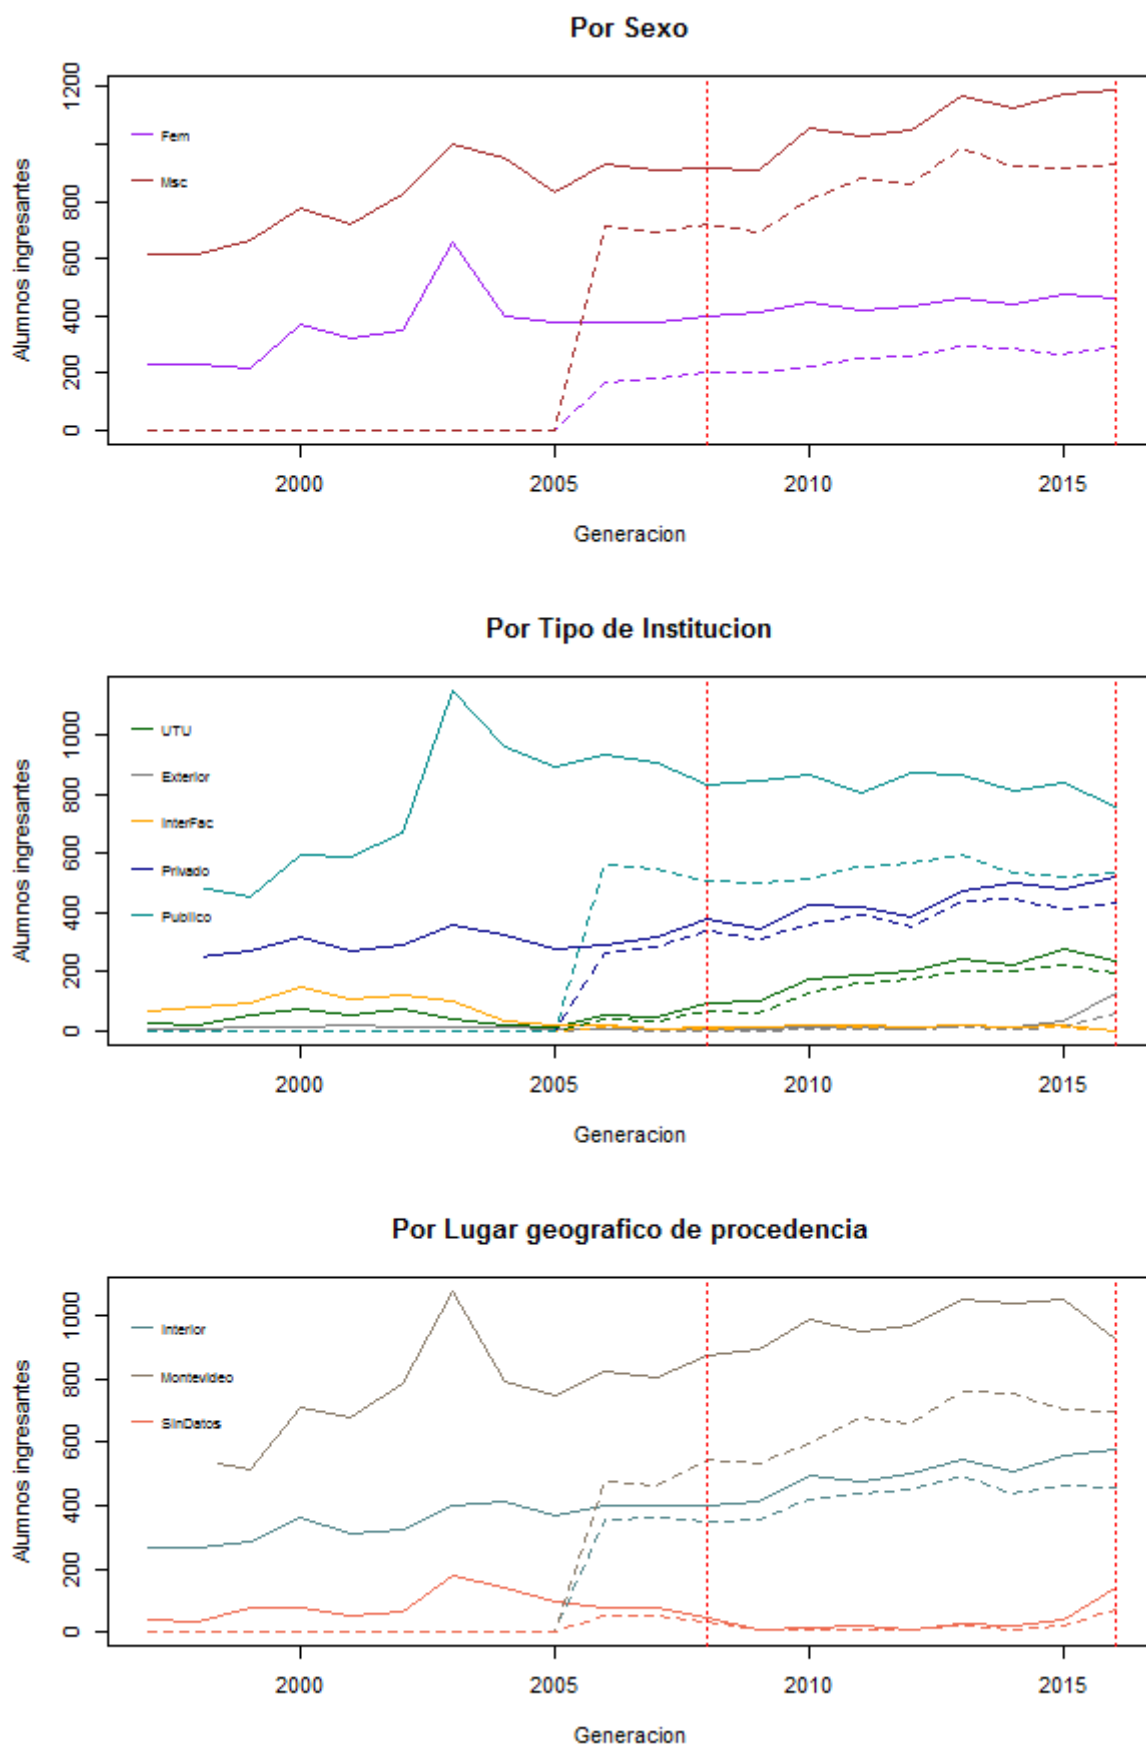 Por Sexo
Alumnos ingresantes
1200
800
600
400
200
0
Fem
Msc
2000 2005 2010 2015
Generacion
Por Tipo de Institucion
Alumnos ingresantes
1000
800
600
400
200
0
UTU
Exterior
InterFac
Privado
Publico
2000 2005 2010 2015
Generacion
Por Lugar geografico de procedencia
Alumnos ingresantes
1000
800
600
400
200
0
Interior
Montevideo
SinDatos
2000 2005 2010 2015
Generacion